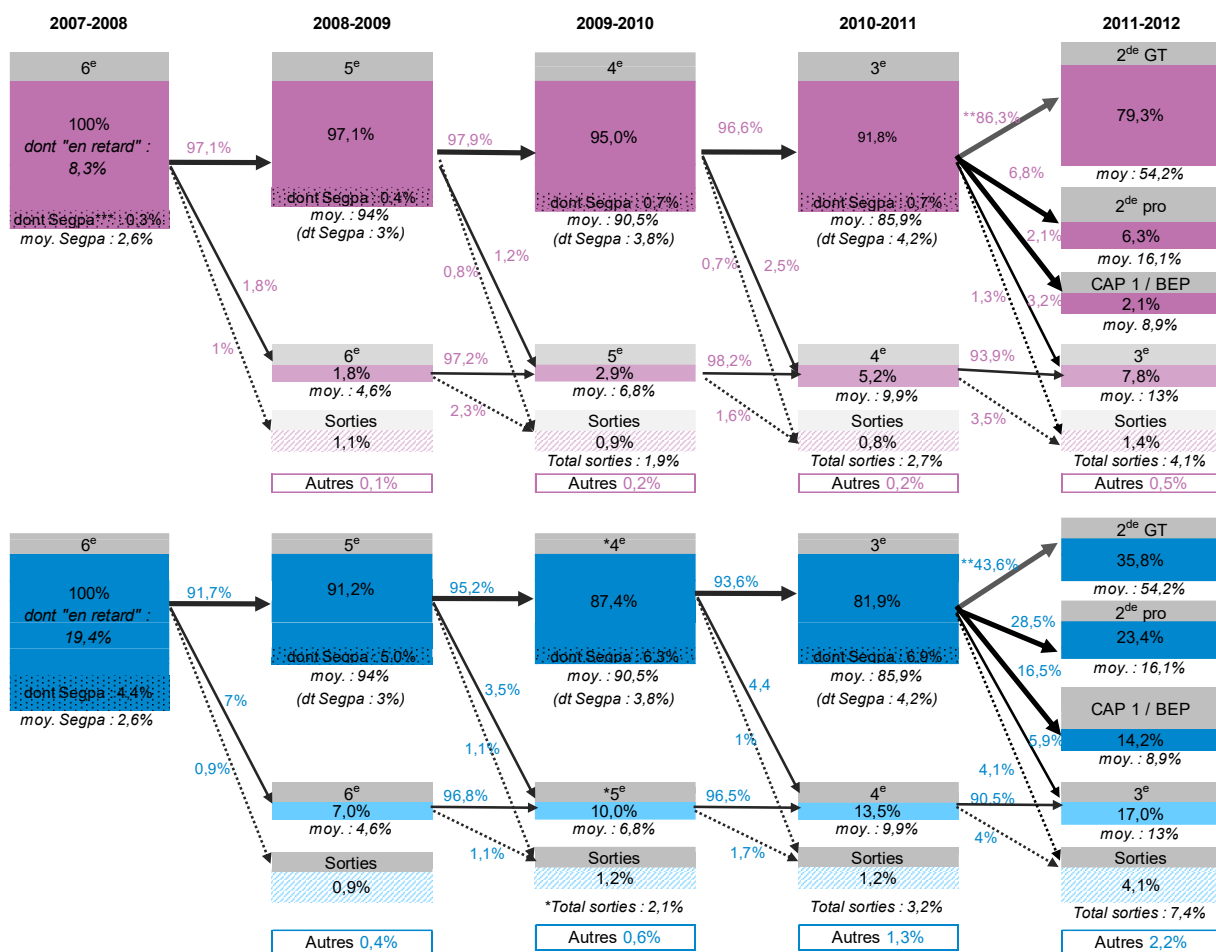 2007-2008 2008-2009 2009-2010 2010-2011 2011-2012
6e 5e 4e 3e 2de GT
100%
dont "en retard" :
8,3%
97,1%
97,1%
97,9%
95,0%
96,6%
91,8%
**86,3%
79,3%
dont Segpa*** : 0,3%
moy. Segpa : 2,6%
dont Segpa : 0,4%
moy. : 94%
(dt Segpa : 3%)
dont Segpa : 0,7%
moy. : 90,5%
(dt Segpa : 3,8%)
dont Segpa : 0,7%
moy. : 85,9%
(dt Segpa : 4,2%)
moy : 54,2%
6,8%
2de pro
6,3%
moy. 16,1%
2,1%
CAP 1 / BEP
2,1%
moy. 8,9%
1,8%
1%
1,2%
0,8%
2,5%
0,7%
3,2%
1,3%
6e
1,8%
moy. : 4,6%
97,2%
2,3%
5e
2,9%
moy. : 6,8%
98,2%
1,6%
4e
5,2%
moy. : 9,9%
93,9%
3,5%
3e
7,8%
moy. : 13%
Sorties
1,1%
Sorties
0,9%
Total sorties : 1,9%
Sorties
0,8%
Total sorties : 2,7%
Sorties
1,4%
Total sorties : 4,1%
Autres 0,1%
Autres 0,2%
Autres 0,2%
Autres 0,5%
6e 5e *4e 3e 2de GT
100%
dont "en retard" :
19,4%
91,7%
91,2%
95,2%
87,4%
93,6%
81,9%
**43,6%
35,8%
moy. : 54,2%
dont Segpa : 4,4%
moy. Segpa : 2,6%
dont Segpa : 5,0%
moy. : 94%
(dt Segpa : 3%)
dont Segpa : 6,3%
moy. : 90,5%
(dt Segpa : 3,8%)
dont Segpa : 6,9%
moy. : 85,9%
(dt Segpa : 4,2%)
28,5%
2de pro
23,4%
moy. : 16,1%
16,5%
CAP 1 / BEP
14,2%
moy. : 8,9%
7%
0,9%
3,5%
1,1%
4,4
1%
5,9%
4,1%
6e
7,0%
moy. : 4,6%
96,8%
1,1%
*5e
10,0%
moy. : 6,8%
96,5%
1,7%
4e
13,5%
moy. : 9,9%
90,5%
4%
3e
17,0%
moy. : 13%
Sorties
0,9%
Sorties
1,2%
*Total sorties : 2,1%
Sorties
1,2%
Total sorties : 3,2%
Sorties
4,1%
Total sorties : 7,4%
Autres 0,4%
Autres 0,6%
Autres 1,3%
Autres 2,2%